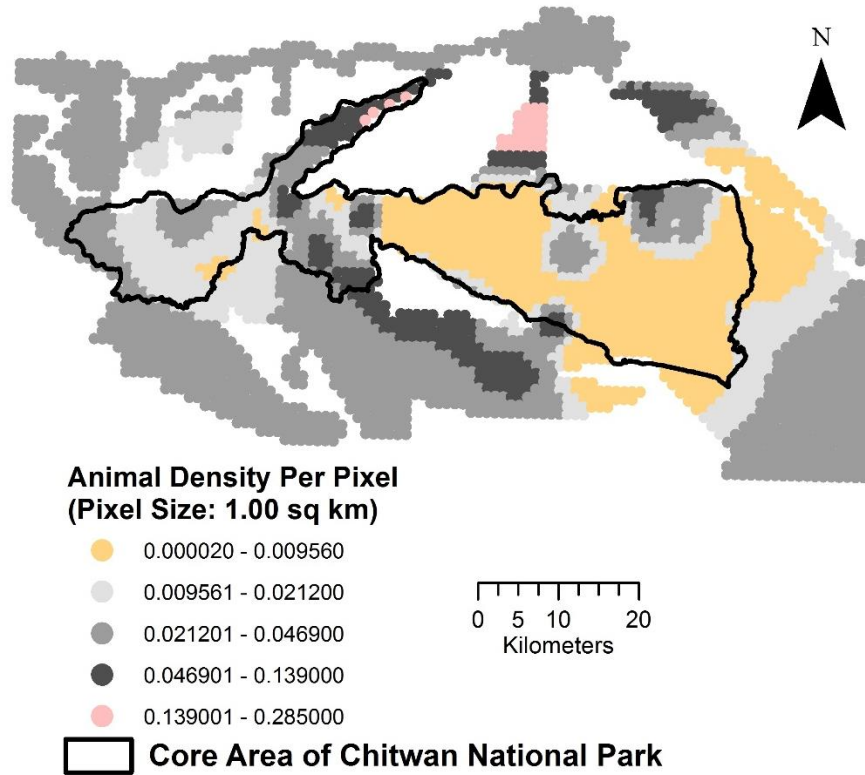 N
Animal Density Per Pixel
(Pixel Size: 1.00 sq km)
0.000020 - 0.009560
0.009561 - 0.021200
0.021201 - 0.046900
0.046901 - 0.139000
0.139001 - 0.285000
0 5 10 20
Kilometers
Core Area of Chitwan National Park